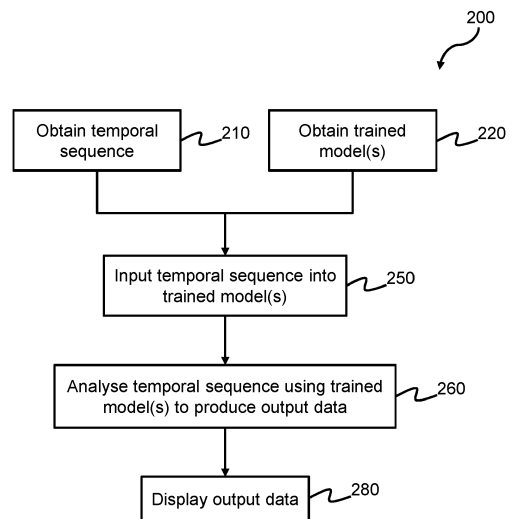 200
Obtain temporal
sequence
210
Obtain trained
model(s)
220
Input temporal sequence into
trained model(s)
250
Analyse temporal sequence using trained
model(s) to produce output data
260
Display output data
280